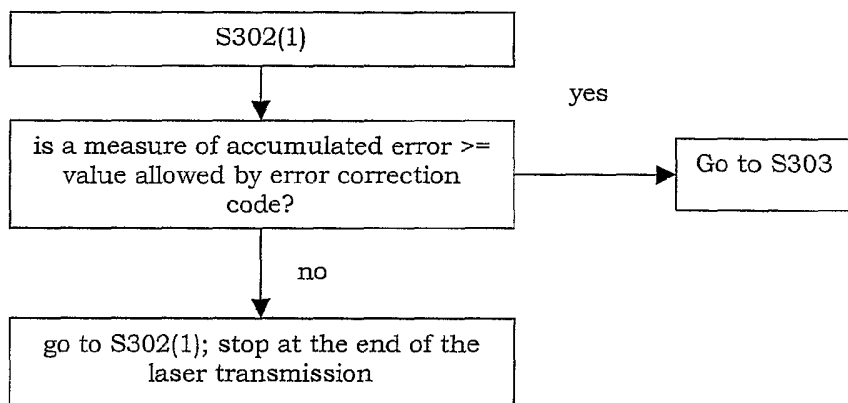 S302(1)
yes
is a measure of accumulated error >=
value allowed by error correction
code?
Go to S303
no
go to S302(1); stop at the end of the
laser transmission